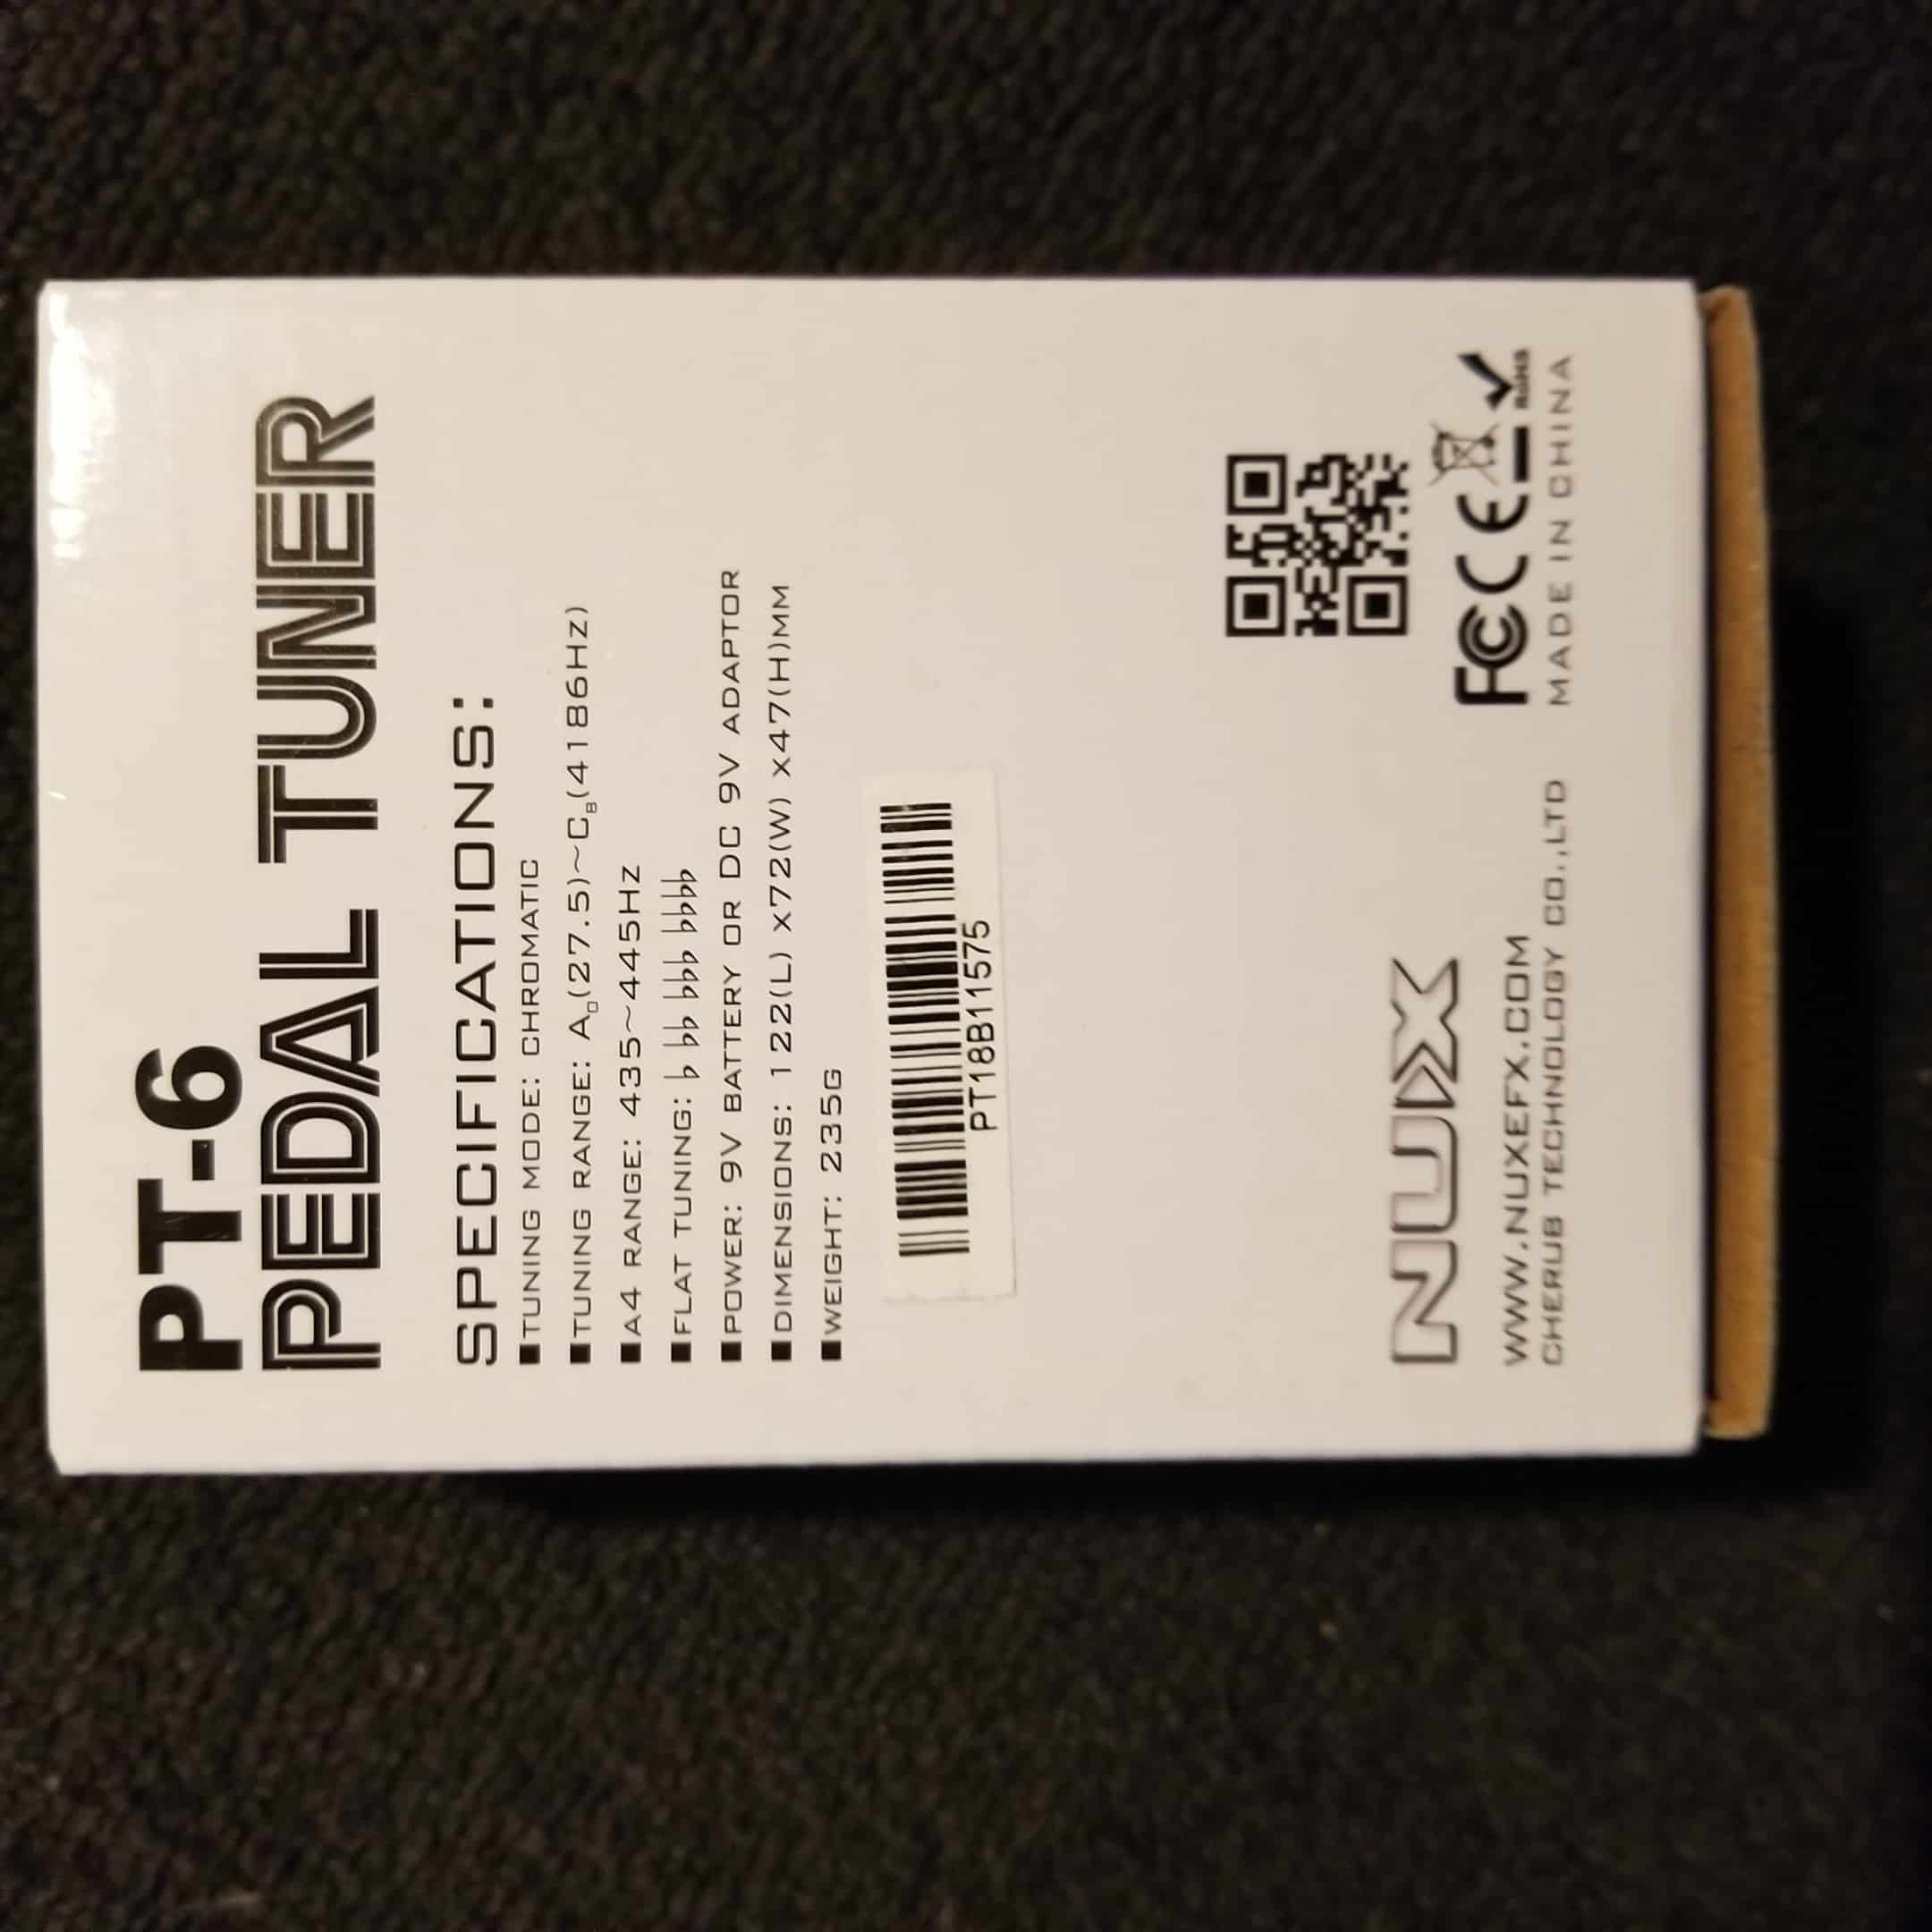 PT-6
PEDAL TUNER
SPECIFICATIONS:
■TUNING MODE: CHROMATIC
■TUNING RANGE: A₀(27.5)~C₈(4186Hz)
■A4 RANGE: 435~445HZ
■FLAT TUNING: ♭ ♭♭ ♭♭♭ ♭♭♭♭
■POWER: 9V BATTERY OR DC 9V ADAPTOR
■DIMENSIONS: 122(L) x72(W) x47(H)MM
■WEIGHT: 235G
PT18B11575
NUX
WWW.NUXEFX.COM
CHERUB TECHNOLOGY CO.,LTD
FC CE RoHS
MADE IN CHINA